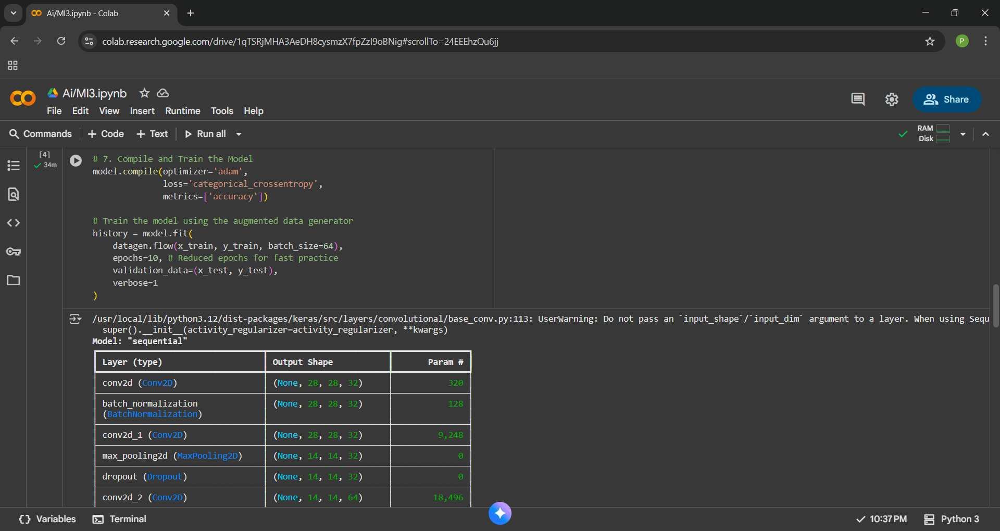 Ai/Ml3.ipynb - Colab
colab.research.google.com/drive/1qTSRjMHA3AeDH8cysmzX7fpZzI9oBNig#scrollTo=24EEEhzQu6jj
P
Ai/Ml3.ipynb
File Edit View Insert Runtime Tools Help
Share
Commands + Code + Text Run all
RAM
Disk
[4]
34m
# 7. Compile and Train the Model
model.compile(optimizer='adam',
              loss='categorical_crossentropy',
              metrics=['accuracy'])
# Train the model using the augmented data generator
history = model.fit(
    datagen.flow(x_train, y_train, batch_size=64),
    epochs=10, # Reduced epochs for fast practice
    validation_data=(x_test, y_test),
    verbose=1
)
/usr/local/lib/python3.12/dist-packages/keras/src/layers/convolutional/base_conv.py:113: UserWarning: Do not pass an `input_shape`/`input_dim` argument to a layer. When using Sequ
  super().__init__(activity_regularizer=activity_regularizer, **kwargs)
Model: "sequential"
Layer (type) Output Shape Param #
conv2d (Conv2D) (None, 28, 28, 32) 320
batch_normalization (None, 28, 28, 32) 128
(BatchNormalization)
conv2d_1 (Conv2D) (None, 28, 28, 32) 9,248
max_pooling2d (MaxPooling2D) (None, 14, 14, 32) 0
dropout (Dropout) (None, 14, 14, 32) 0
conv2d_2 (Conv2D) (None, 14, 14, 64) 18,496
Variables Terminal
10:37 PM Python 3